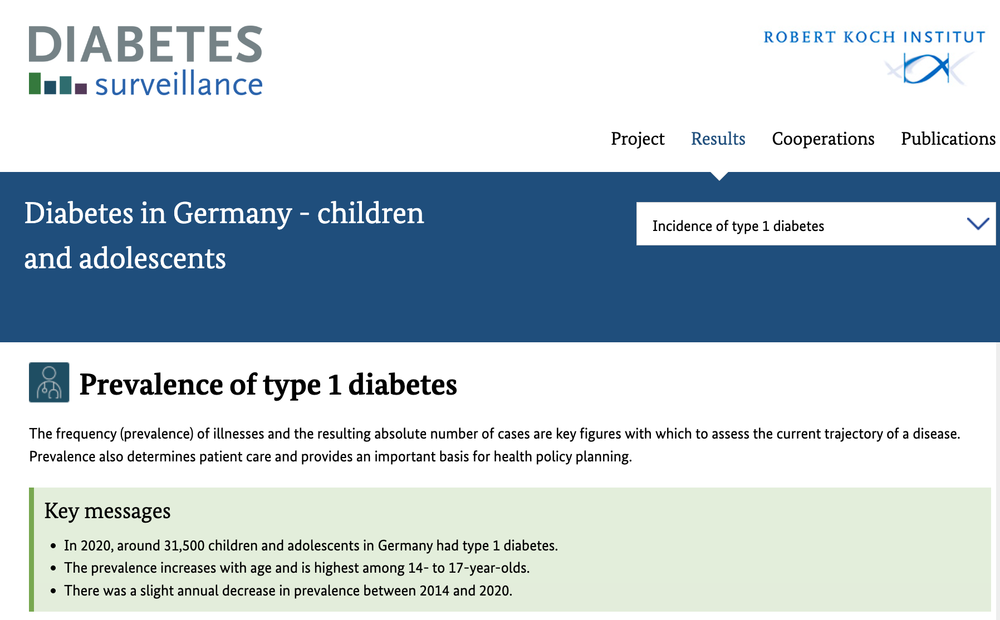 DIABETES
surveillance
ROBERT KOCH INSTITUT
Project Results Cooperations Publications
Diabetes in Germany - children
and adolescents
Incidence of type 1 diabetes
Prevalence of type 1 diabetes
The frequency (prevalence) of illnesses and the resulting absolute number of cases are key figures with which to assess the current trajectory of a disease.
Prevalence also determines patient care and provides an important basis for health policy planning.
Key messages
• In 2020, around 31,500 children and adolescents in Germany had type 1 diabetes.
• The prevalence increases with age and is highest among 14- to 17-year-olds.
• There was a slight annual decrease in prevalence between 2014 and 2020.